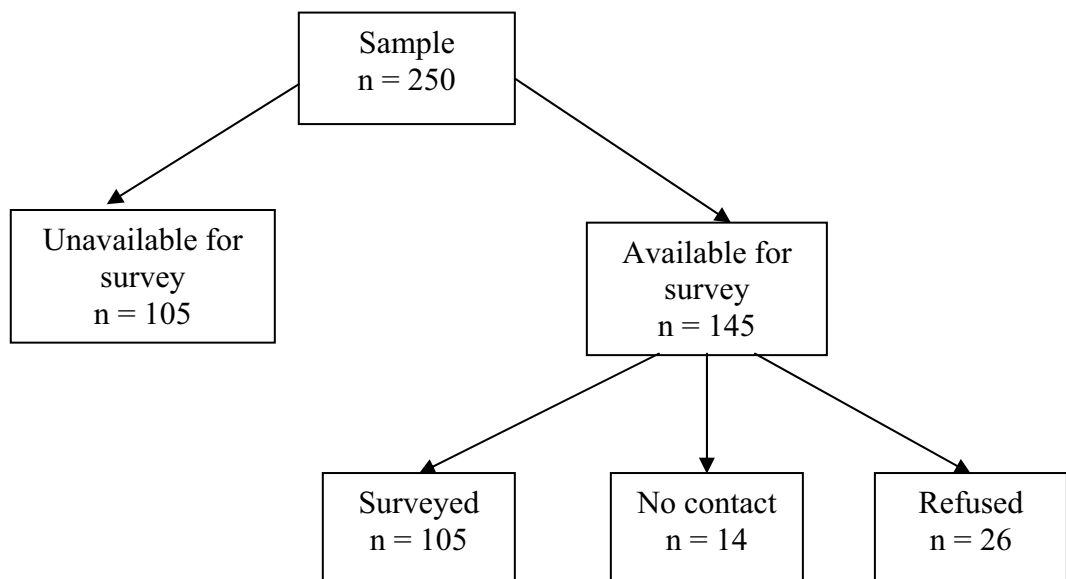 Sample
n = 250
Unavailable for
survey
n = 105
Available for
survey
n = 145
Surveyed
n = 105
No contact
n = 14
Refused
n = 26